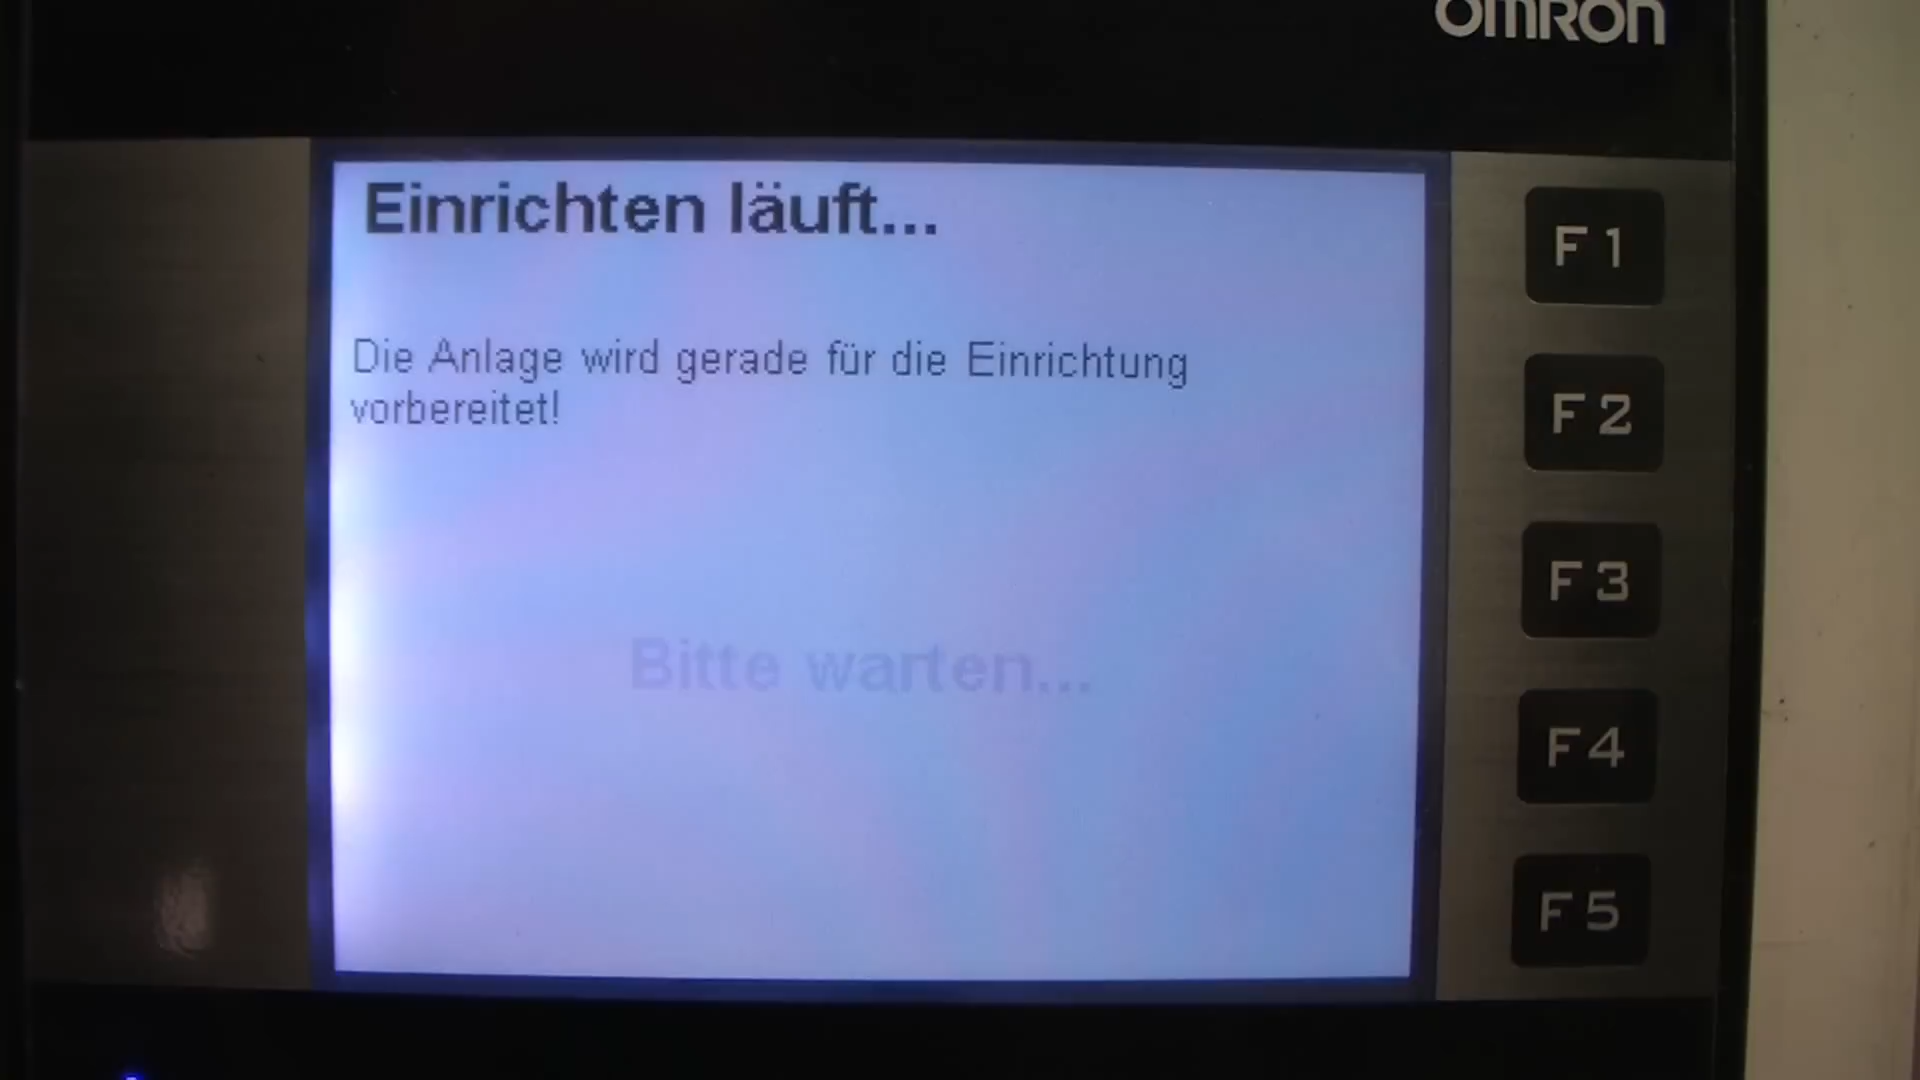 OMRON
Einrichten läuft...
Die Anlage wird gerade für die Einrichtung
vorbereitet!
Bitte warten...
F1
F2
F3
F4
F5